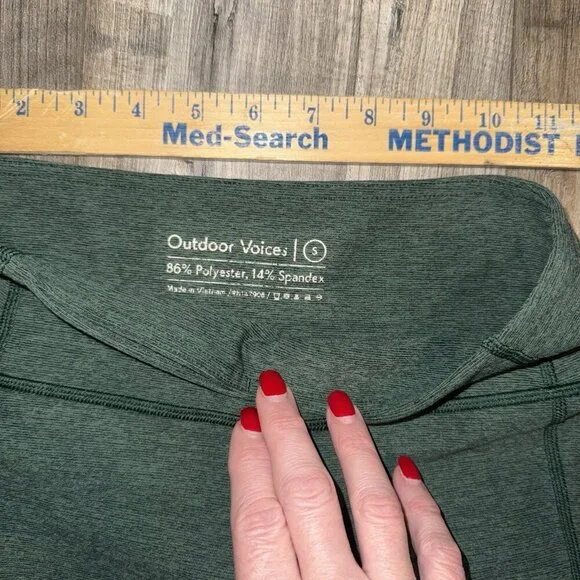 2 3 4 5 6 7 8 9 10 11
Med-Search METHODIST
Outdoor Voices | S
86% Polyester, 14% Spandex
Made in Vietnam /